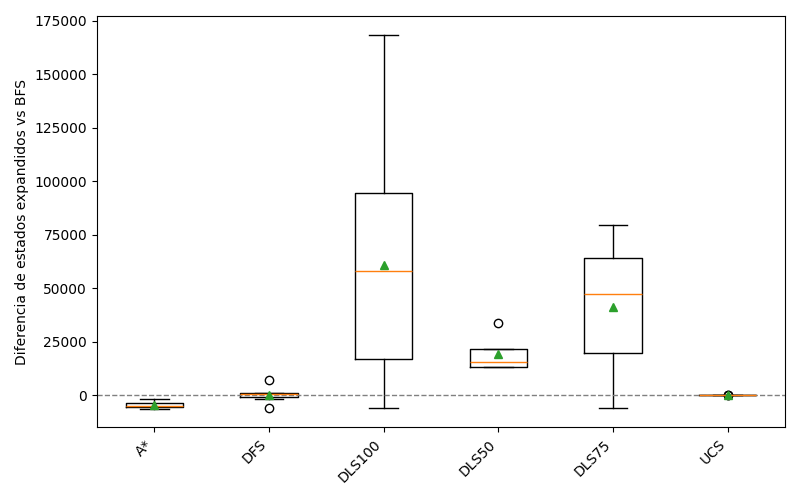 Diferencia de estados expandidos vs BFS
175000
150000
125000
100000
75000
50000
25000
0
A*
DFS
DLS100
DLS50
DLS75
UCS